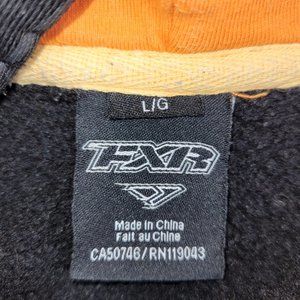 L/G
FXR
Made in China
Fait au Chine
CA50746/RN119043